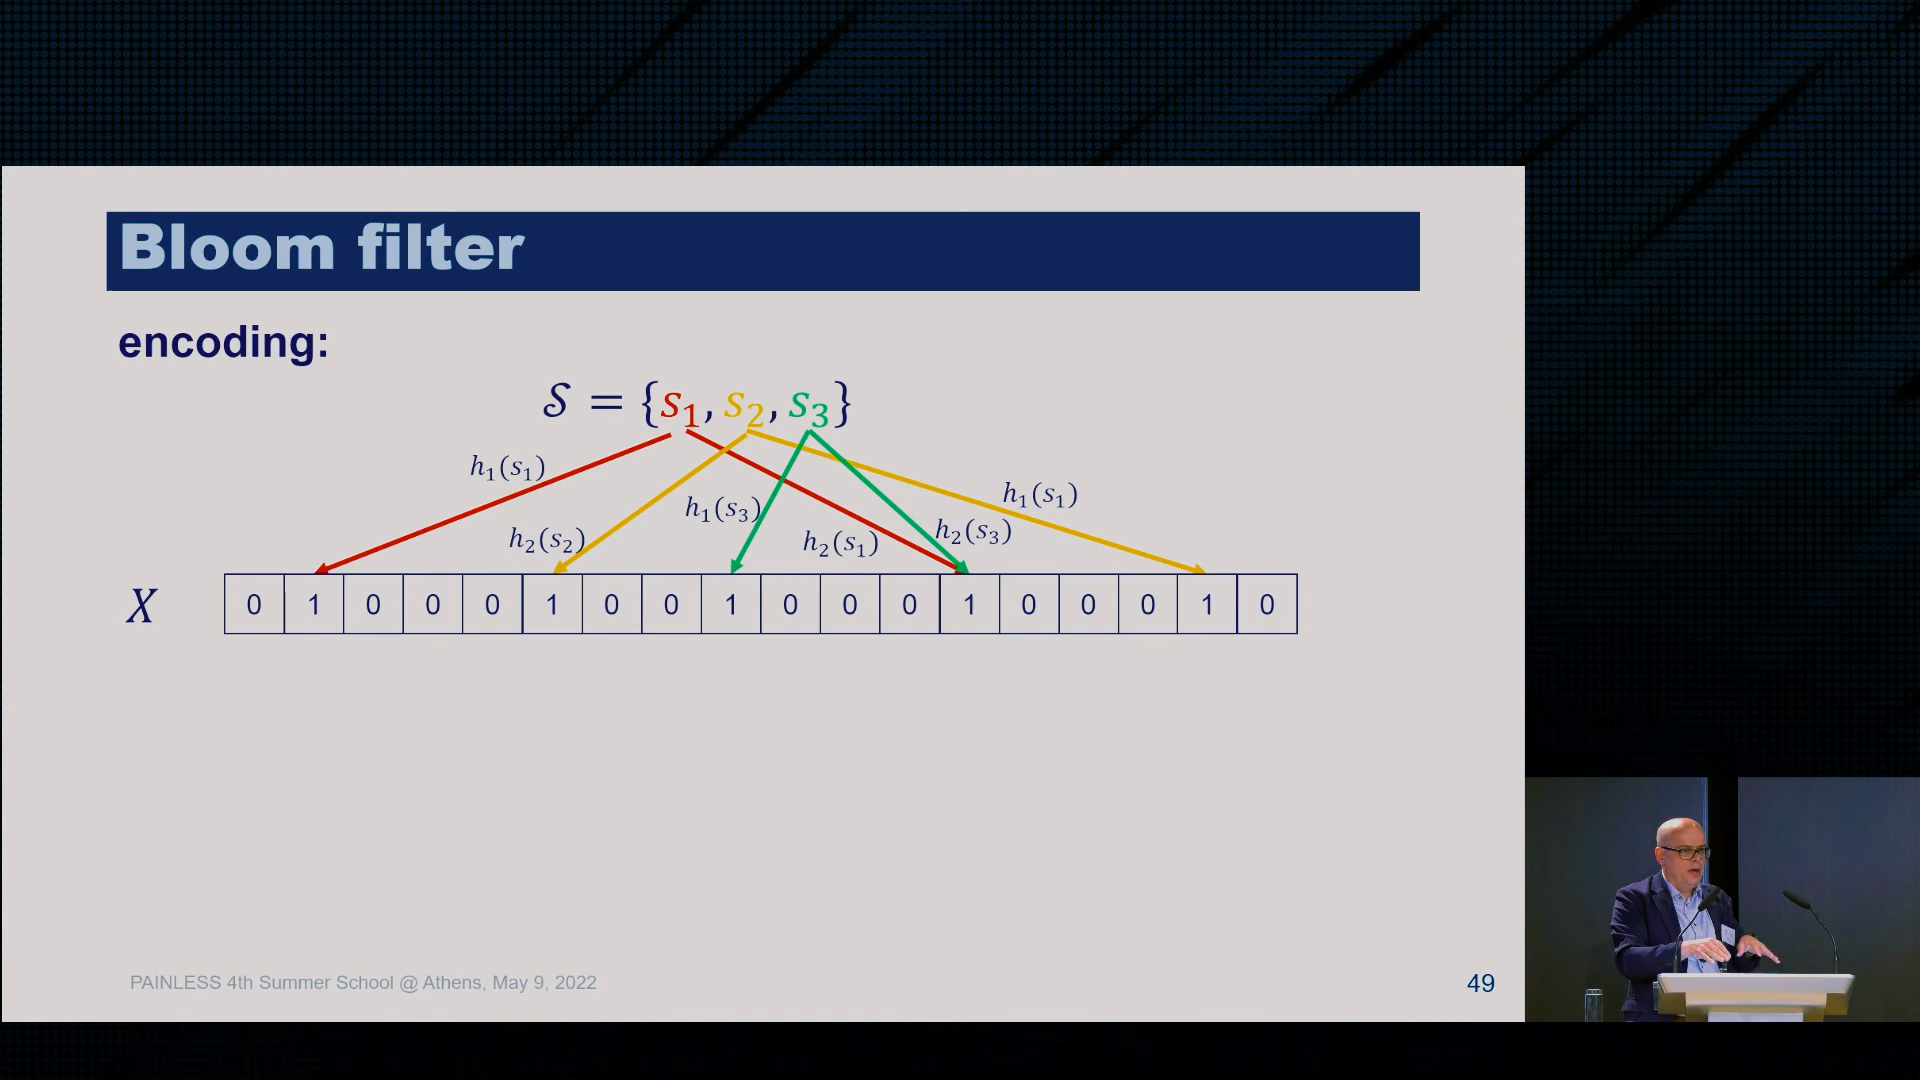 Bloom filter
encoding:
𝒮 = {s₁, s₂, s₃}
h₁(s₁)
h₁(s₁)
h₁(s₃)
h₂(s₂)
h₂(s₁)
h₂(s₃)
X 0 1 0 0 0 1 0 0 1 0 0 0 1 0 0 0 1 0
PAINLESS 4th Summer School @ Athens, May 9, 2022
49